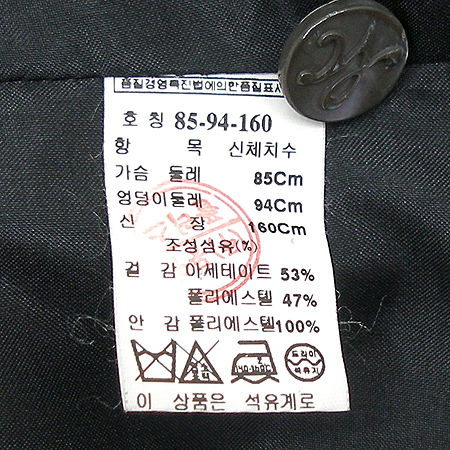 품질경영촉진법에의한품질표시
호 칭 85-94-160
항 목 신체치수
가슴 둘레 85Cm
엉덩이둘레 94Cm
신 장 160Cm
조성섬유(%)
겉 감 아세테이트 53%
폴리에스텔 47%
안 감 폴리에스텔100%
드라이
석유계
이 상품은 석유계로